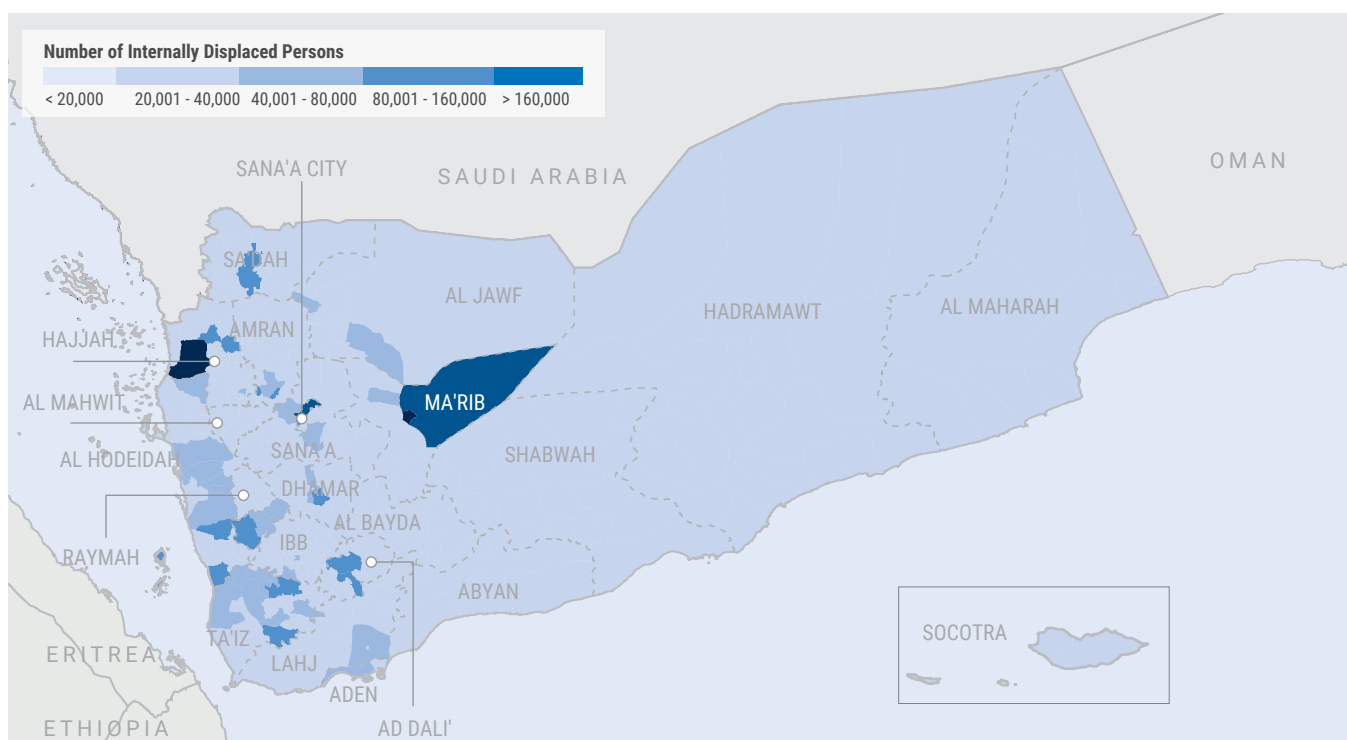 Number of Internally Displaced Persons
< 20,000 20,001 - 40,000 40,001 - 80,000 80,001 - 160,000 > 160,000
SANA'A CITY
SAUDI ARABIA
OMAN
SA'DAH
AL JAWF
HADRAMAWT
AL MAHARAH
HAJJAH
AMRAN
AL MAHWIT
MA'RIB
AL HODEIDAH
SANA'A
SHABWAH
DHAMAR
AL BAYDA
IBB
RAYMAH
ABYAN
SOCOTRA
TA'IZ
ERITREA
LAHJ
ADEN
ETHIOPIA
AD DALI'